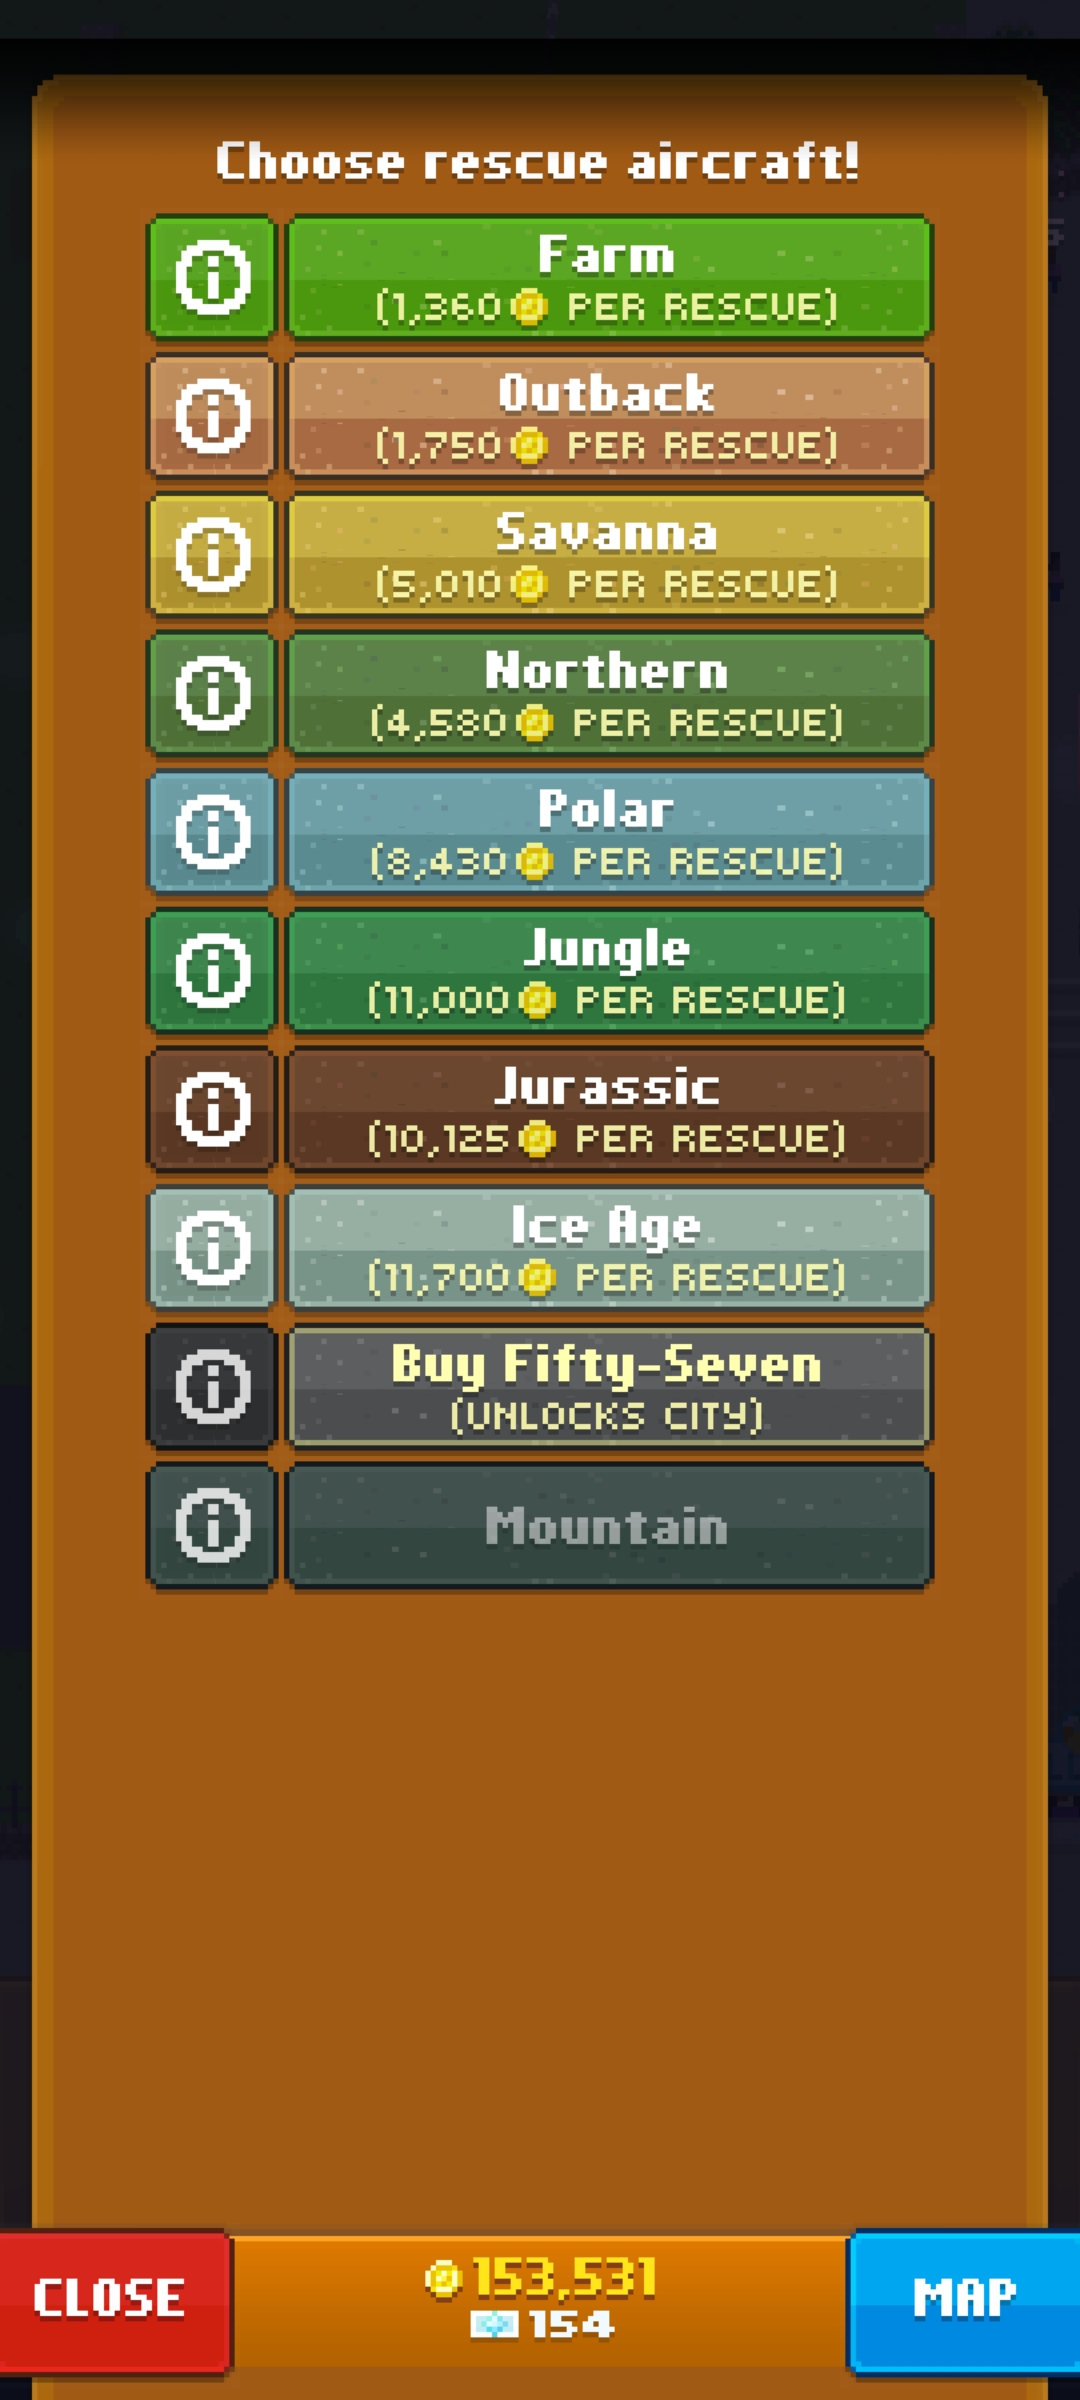 Choose rescue aircraft!
Farm
(1,360 PER RESCUE)
Outback
(1,750 PER RESCUE)
Savanna
(5,010 PER RESCUE)
Northern
(4,580 PER RESCUE)
Polar
(8,430 PER RESCUE)
Jungle
(11,000 PER RESCUE)
Jurassic
(10,125 PER RESCUE)
Ice Age
(11,700 PER RESCUE)
Buy Fifty-Seven
(UNLOCKS CITY)
Mountain
CLOSE
153,531
154
MAP